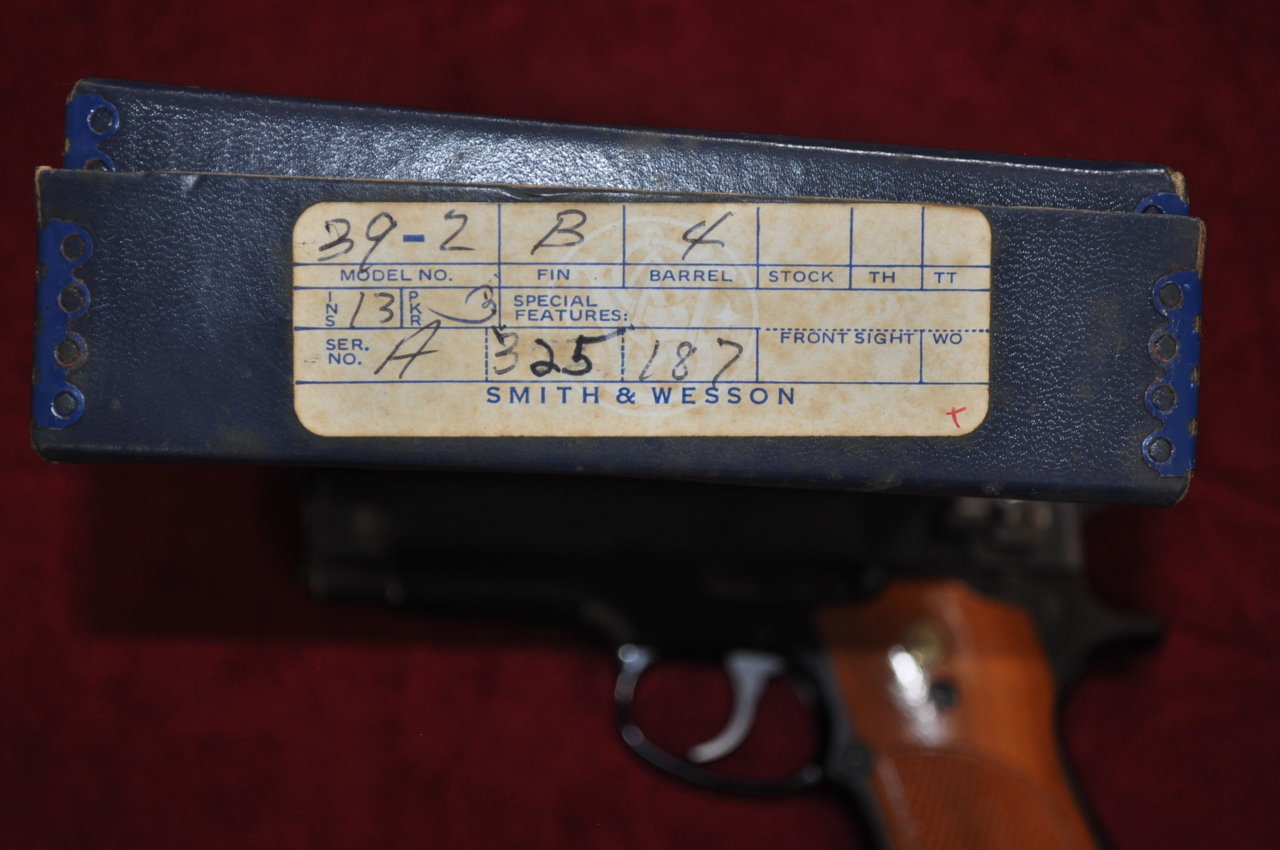 39-2 B 4
MODEL NO. FIN BARREL STOCK TH TT
INS 13 PKR SPECIAL FEATURES:
SER. NO. A 325 187 FRONT SIGHT WO
SMITH & WESSON